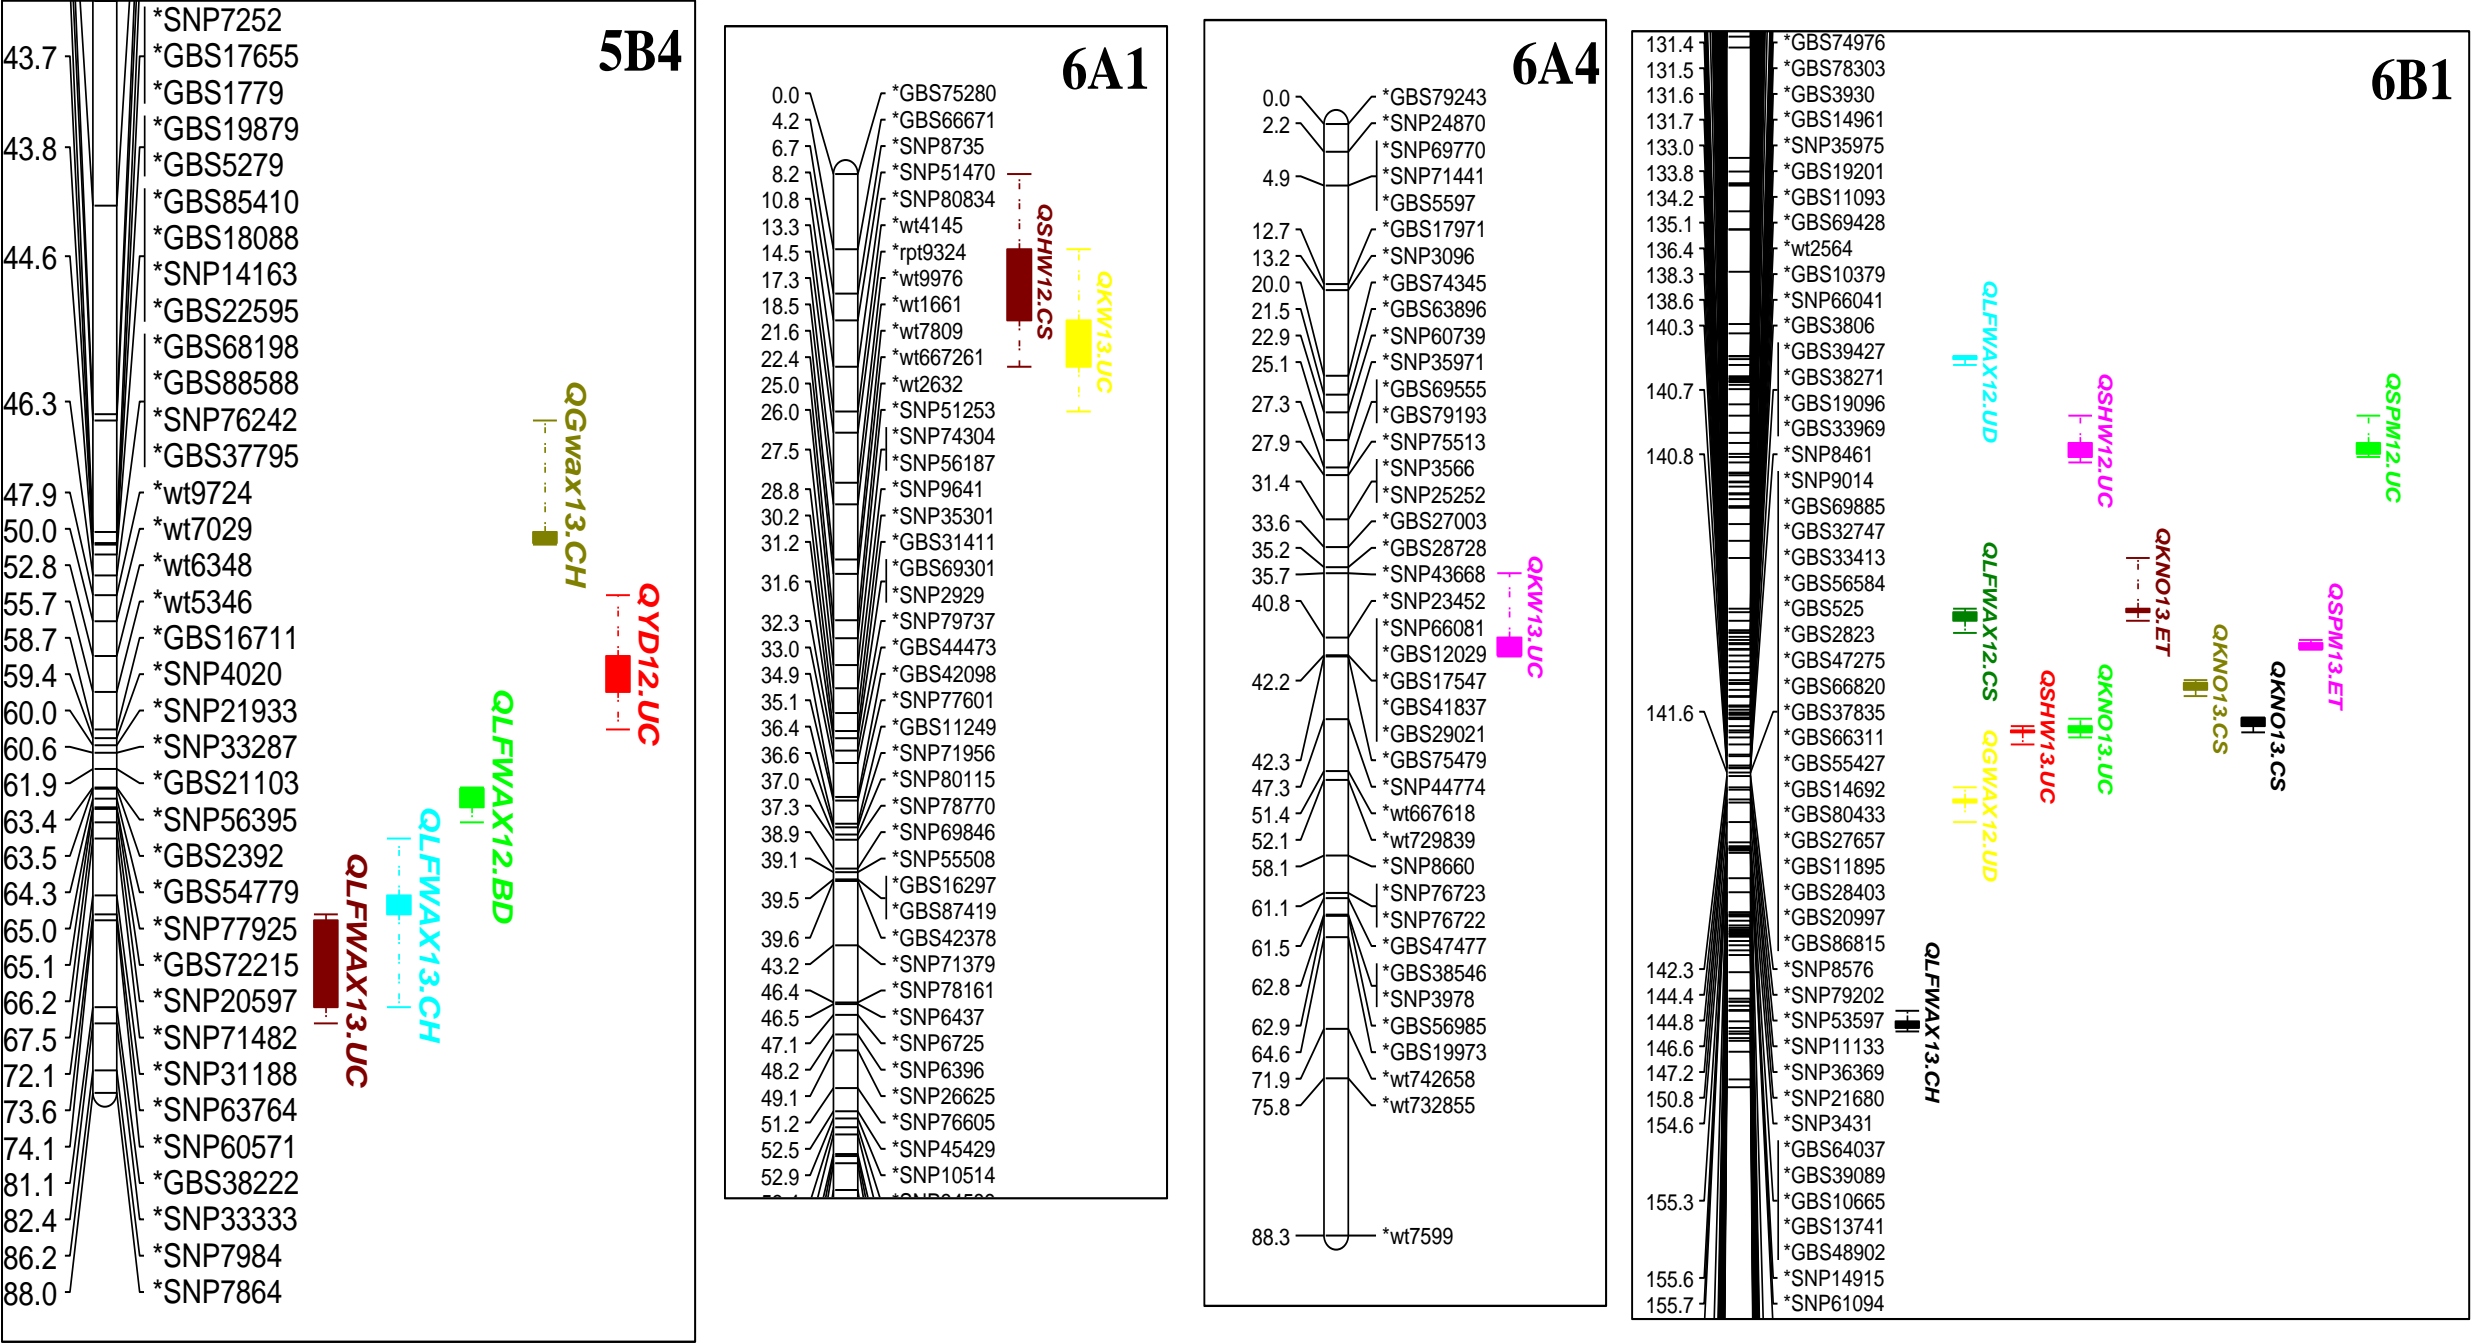 5B4
*SNP7252
43.7 *GBS17655
*GBS1779
*GBS19879
43.8
*GBS5279
*GBS85410
*GBS18088
44.6
*SNP14163
*GBS22595
*GBS68198
*GBS88588
46.3
*SNP76242
*GBS37795
47.9 *wt9724
50.0 *wt7029
52.8 *wt6348
55.7 *wt5346
58.7 *GBS16711
59.4 *SNP4020
60.0 *SNP21933
60.6 *SNP33287
61.9 *GBS21103
63.4 *SNP56395
63.5 *GBS2392
64.3 *GBS54779
65.0 *SNP77925
65.1 *GBS72215
66.2 *SNP20597
67.5 *SNP71482
72.1 *SNP31188
73.6 *SNP63764
74.1 *SNP60571
81.1 *GBS38222
82.4 *SNP33333
86.2 *SNP7984
88.0 *SNP7864
QLFWAX13.UC
QLFWAX13.CH
QLFWAX12.BD
QGwax13.CH
QYD12.UC
6A1
0.0 *GBS75280
4.2 *GBS66671
6.7 *SNP8735
8.2 *SNP51470
10.8 *SNP80834
13.3 *wt4145
14.5 *rpt9324
17.3 *wt9976
18.5 *wt1661
21.6 *wt7809
22.4 *wt667261
25.0 *wt2632
26.0 *SNP51253
*SNP74304
27.5
*SNP56187
28.8 *SNP9641
30.2 *SNP35301
31.2 *GBS31411
*GBS69301
31.6
*SNP2929
32.3 *SNP79737
33.0 *GBS44473
34.9 *GBS42098
35.1 *SNP77601
36.4 *GBS11249
36.6 *SNP71956
37.0 *SNP80115
37.3 *SNP78770
38.9 *SNP69846
39.1 *SNP55508
*GBS16297
39.5
*GBS87419
39.6 *GBS42378
43.2 *SNP71379
46.4 *SNP78161
46.5 *SNP6437
47.1 *SNP6725
48.2 *SNP6396
49.1 *SNP26625
51.2 *SNP76605
52.5 *SNP45429
52.9 *SNP10514
QSHW12.CS
QKW13.UC
6A4
0.0 *GBS79243
2.2 *SNP24870
*SNP69770
4.9 *SNP71441
*GBS5597
12.7 *GBS17971
13.2 *SNP3096
20.0 *GBS74345
21.5 *GBS63896
22.9 *SNP60739
25.1 *SNP35971
*GBS69555
27.3
*GBS79193
27.9 *SNP75513
*SNP3566
31.4
*SNP25252
33.6 *GBS27003
35.2 *GBS28728
35.7 *SNP43668
40.8 *SNP23452
*SNP66081
*GBS12029
42.2 *GBS17547
*GBS41837
*GBS29021
42.3 *GBS75479
47.3 *SNP44774
51.4 *wt667618
52.1 *wt729839
58.1 *SNP8660
*SNP76723
61.1
*SNP76722
61.5 *GBS47477
*GBS38546
62.8
*SNP3978
62.9 *GBS56985
64.6 *GBS19973
71.9 *wt742658
75.8 *wt732855
88.3 *wt7599
QKW13.UC
6B1
131.4 *GBS74976
131.5 *GBS78303
131.6 *GBS3930
131.7 *GBS14961
133.0 *SNP35975
133.8 *GBS19201
134.2 *GBS11093
135.1 *GBS69428
136.4 *wt2564
138.3 *GBS10379
138.6 *SNP66041
140.3 *GBS3806
*GBS39427
*GBS38271
140.7
*GBS19096
*GBS33969
140.8 *SNP8461
*SNP9014
*GBS69885
*GBS32747
*GBS33413
*GBS56584
*GBS525
*GBS2823
*GBS47275
*GBS66820
141.6 *GBS37835
*GBS66311
*GBS55427
*GBS14692
*GBS80433
*GBS27657
*GBS11895
*GBS28403
*GBS20997
*GBS86815
142.3 *SNP8576
144.4 *SNP79202
144.8 *SNP53597
146.6 *SNP11133
147.2 *SNP36369
150.8 *SNP21680
154.6 *SNP3431
*GBS64037
*GBS39089
155.3 *GBS10665
*GBS13741
*GBS48902
155.6 *SNP14915
155.7 *SNP61094
QLFWAX13.CH
QLFWAX12.UD
QLFWAX12.CS
QGWAX12.UD
QSHW13.UC
QSHW12.UC
QKNO13.UC
QKNO13.ET
QKNO13.CS
QKNO13.CS
QSPM13.ET
QSPM12.UC